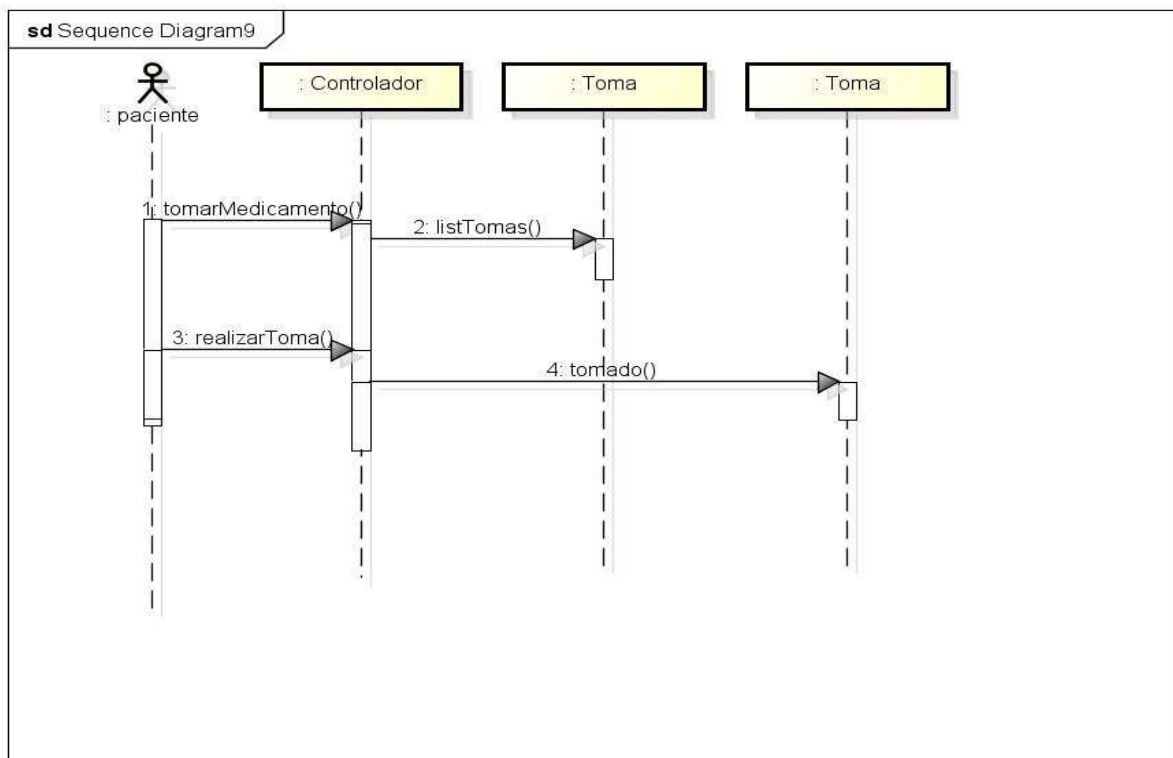 sd Sequence Diagram9
: paciente
: Controlador
: Toma
: Toma
1: tomarMedicamento()
2: listTomas()
3: realizarToma()
4: tomado()